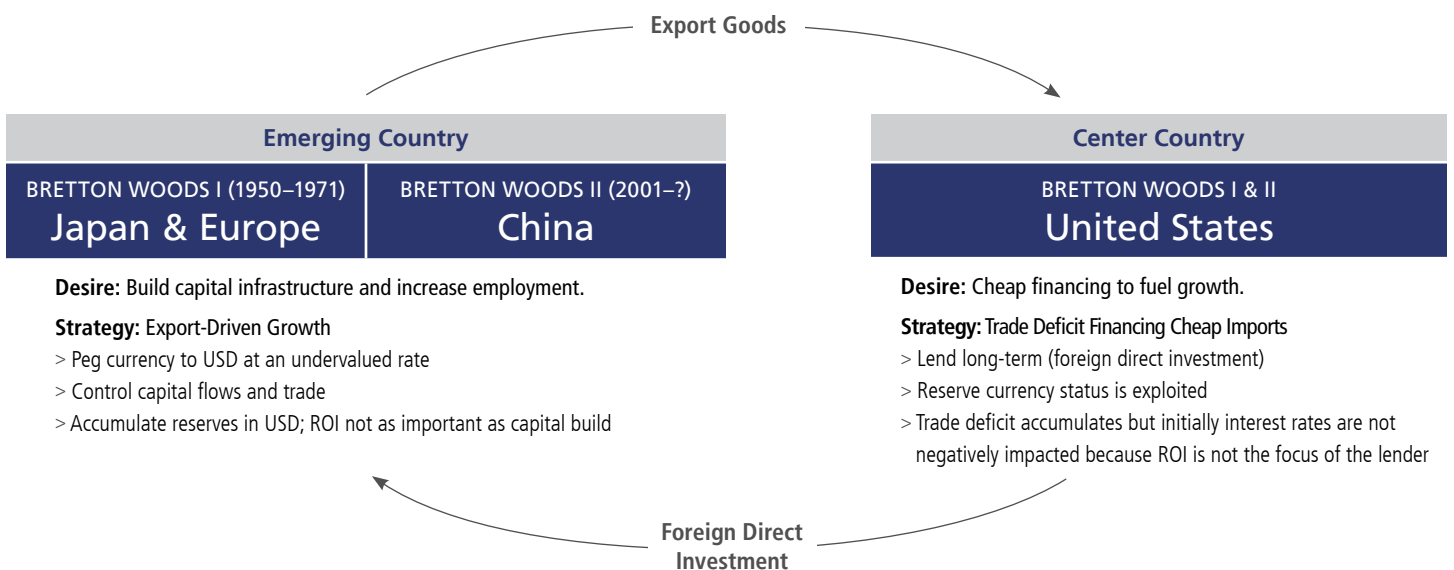 Export Goods
Emerging Country
BRETTON WOODS I (1950–1971)
Japan & Europe
BRETTON WOODS II (2001–?)
China
Desire: Build capital infrastructure and increase employment.
Strategy: Export-Driven Growth
> Peg currency to USD at an undervalued rate
> Control capital flows and trade
> Accumulate reserves in USD; ROI not as important as capital build
Center Country
BRETTON WOODS I & II
United States
Desire: Cheap financing to fuel growth.
Strategy: Trade Deficit Financing Cheap Imports
> Lend long-term (foreign direct investment)
> Reserve currency status is exploited
> Trade deficit accumulates but initially interest rates are not
negatively impacted because ROI is not the focus of the lender
Foreign Direct
Investment